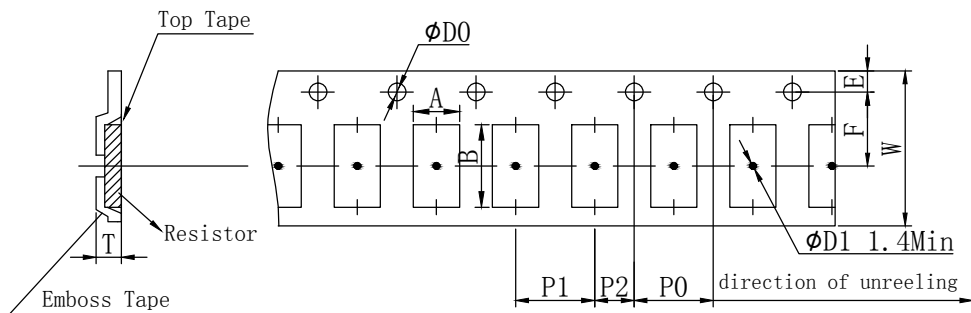 Top Tape
ϕD0
A
E
F
W
B
Resistor
T
ϕD1 1.4Min
P1
P2
P0
direction of unreeling
Emboss Tape